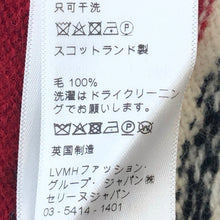 只可干洗
スコットランド製
毛 100%
洗濯はドライクリーニン
グでお願いします。
英国制造
LVMHファッション・
グループ・ジャパン㈱
セリーヌジャパン
03-5414-1401